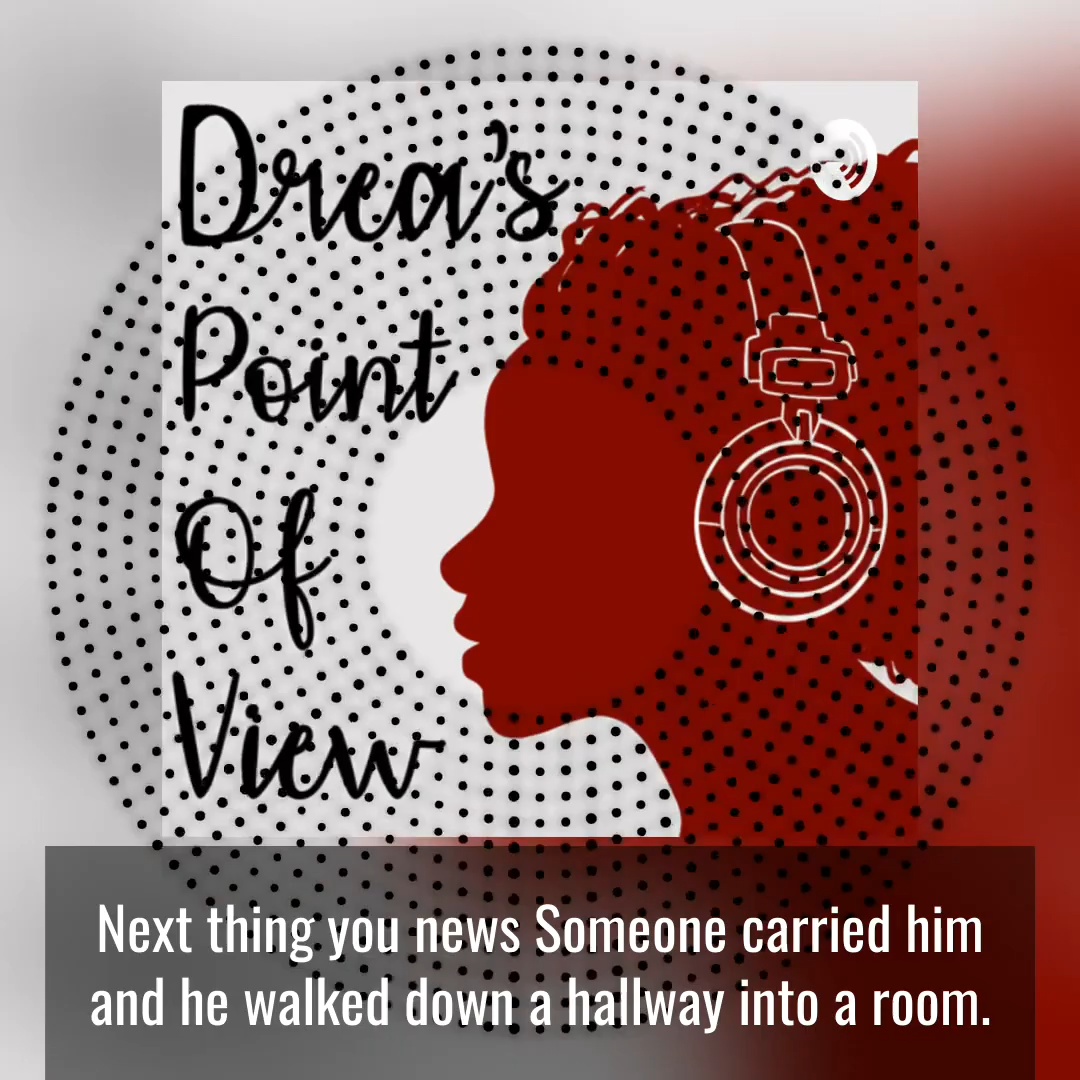 Drea's
Point
Of
View
Next thing you news Someone carried him
and he walked down a hallway into a room.